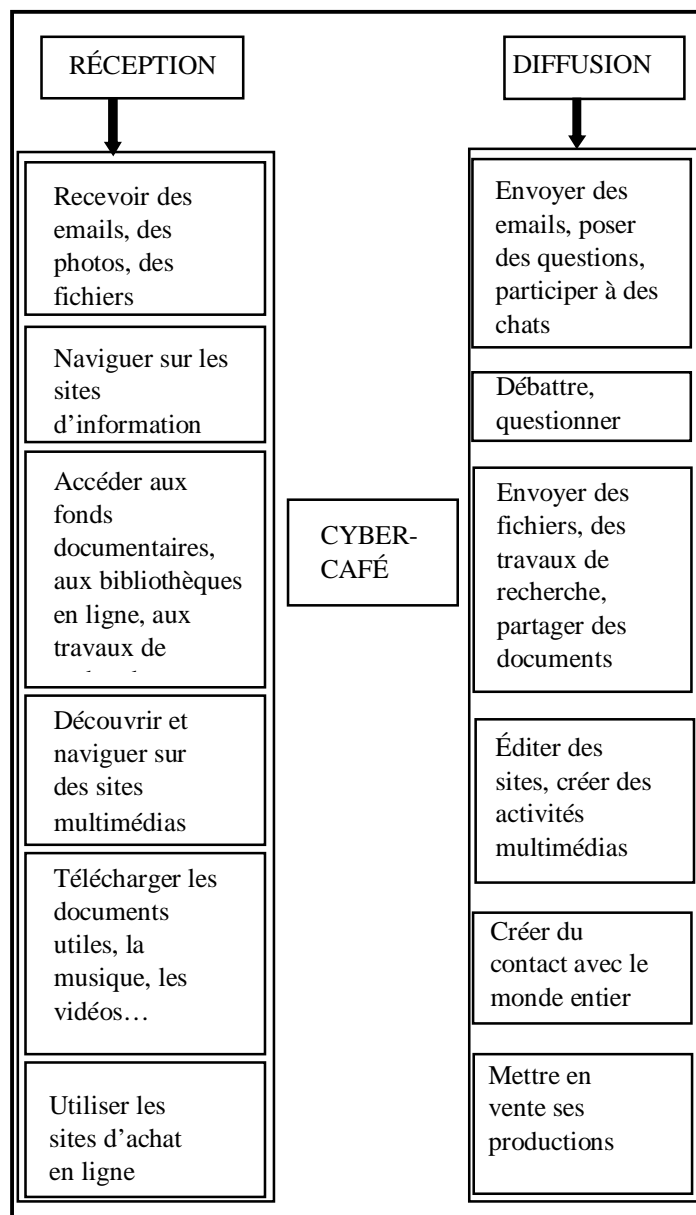 RÉCEPTION
Recevoir des
emails, des
photos, des
fichiers
Naviguer sur les
sites
d’information
Accéder aux
fonds
documentaires,
aux bibliothèques
en ligne, aux
travaux de
Découvrir et
naviguer sur
des sites
multimédias
Télécharger les
documents
utiles, la
musique, les
vidéos…
Utiliser les
sites d’achat
en ligne
CYBER-
CAFÉ
DIFFUSION
Envoyer des
emails, poser
des questions,
participer à des
chats
Débattre,
questionner
Envoyer des
fichiers, des
travaux de
recherche,
partager des
documents
Éditer des
sites, créer des
activités
multimédias
Créer du
contact avec le
monde entier
Mettre en
vente ses
productions